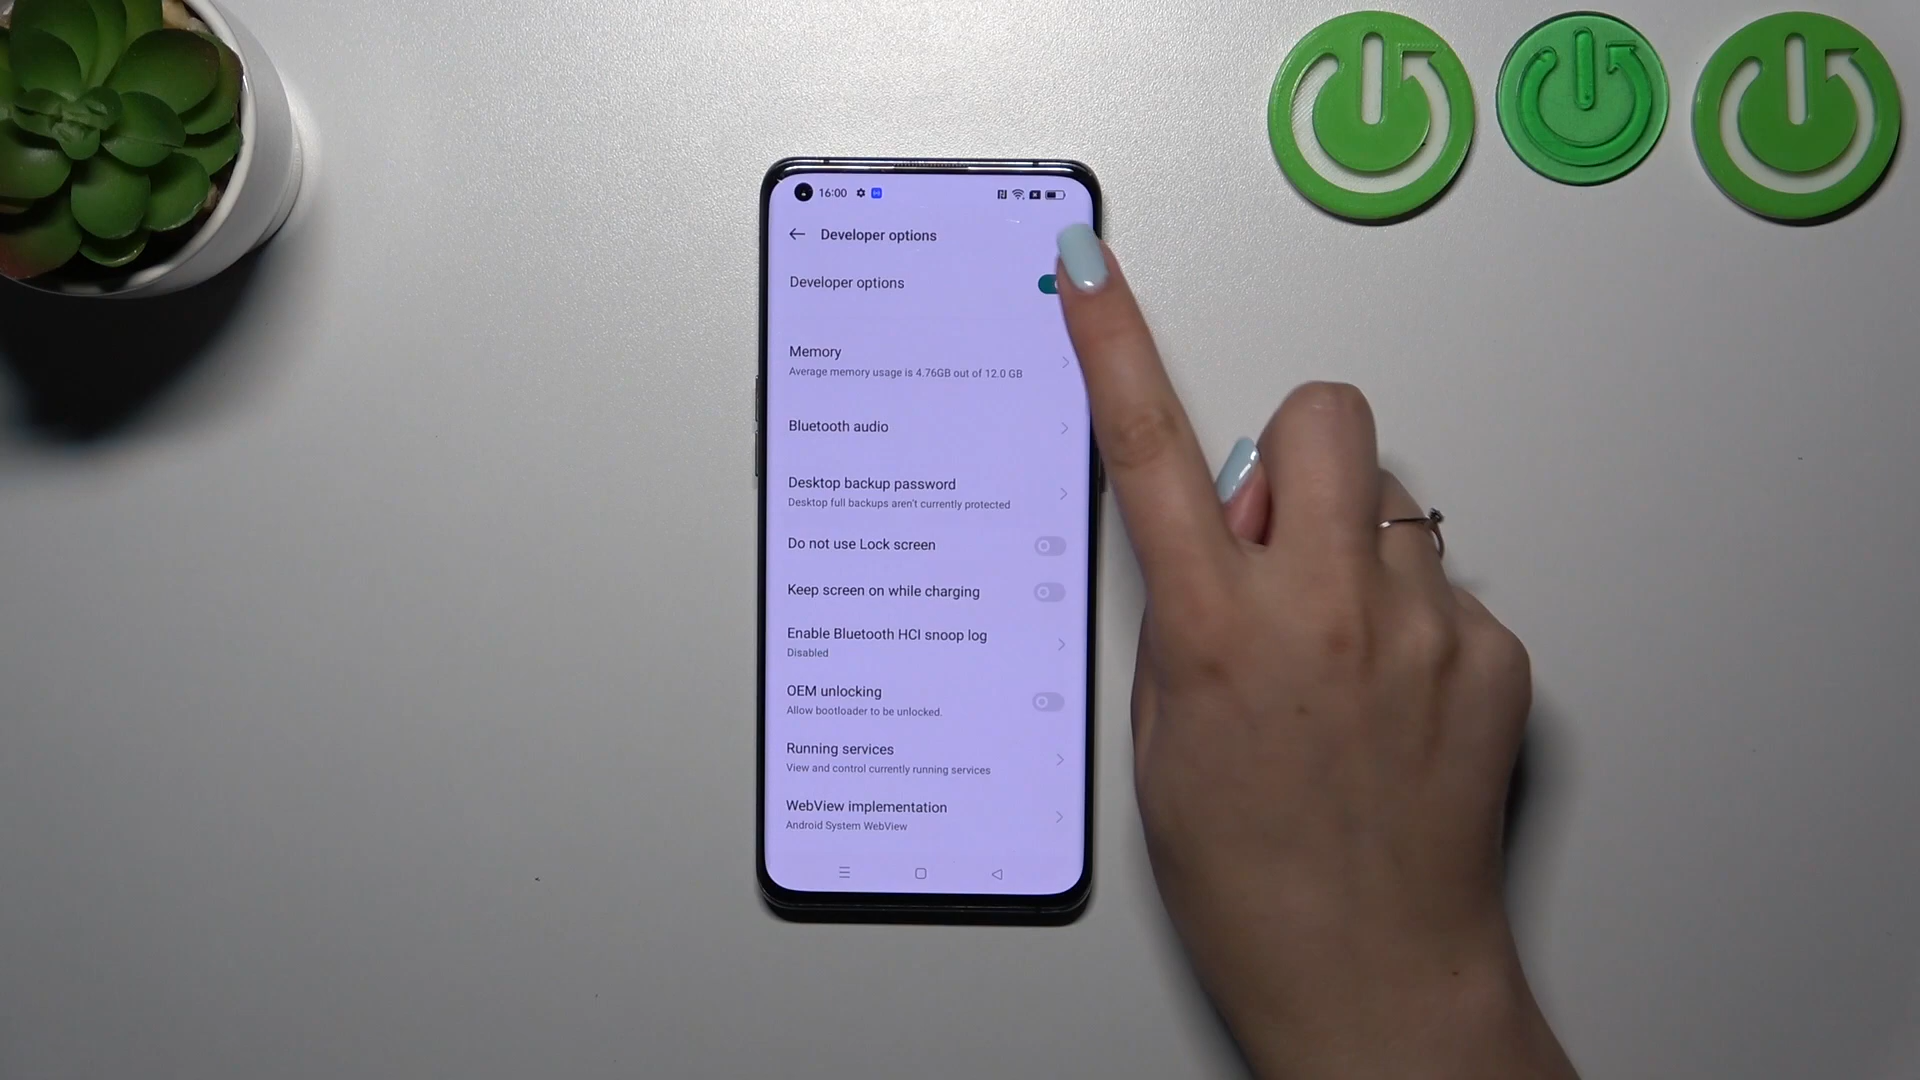 16:00
Developer options
Developer options
Memory
Average memory usage is 4.76GB out of 12.0 GB
Bluetooth audio
Desktop backup password
Desktop full backups aren't currently protected
Do not use Lock screen
Keep screen on while charging
Enable Bluetooth HCI snoop log
Disabled
OEM unlocking
Allow bootloader to be unlocked.
Running services
View and control currently running services
WebView implementation
Android System WebView